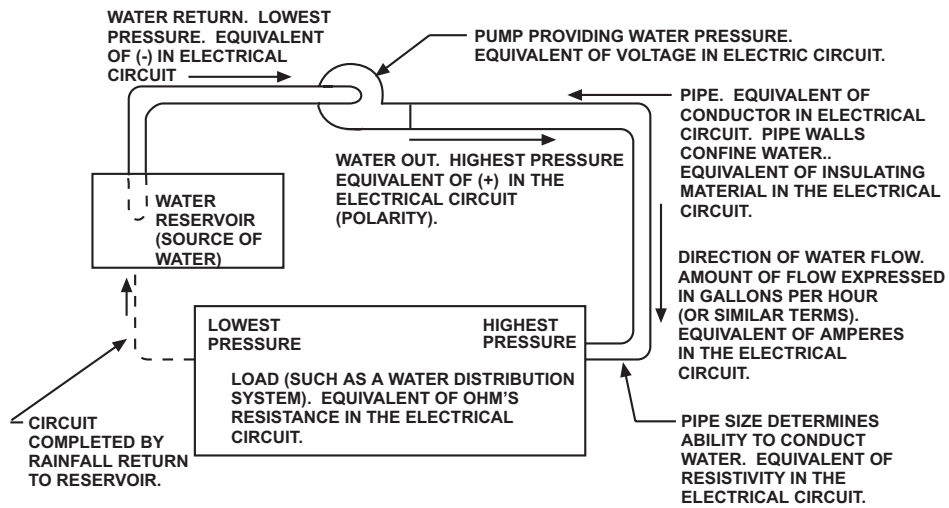 WATER RETURN. LOWEST
PRESSURE. EQUIVALENT
OF (-) IN ELECTRICAL
CIRCUIT
PUMP PROVIDING WATER PRESSURE.
EQUIVALENT OF VOLTAGE IN ELECTRIC CIRCUIT.
PIPE. EQUIVALENT OF
CONDUCTOR IN ELECTRICAL
CIRCUIT. PIPE WALLS
CONFINE WATER..
EQUIVALENT OF INSULATING
MATERIAL IN THE ELECTRICAL
CIRCUIT.
WATER OUT. HIGHEST PRESSURE
EQUIVALENT OF (+) IN THE
ELECTRICAL CIRCUIT
(POLARITY).
WATER
RESERVOIR
(SOURCE OF
WATER)
DIRECTION OF WATER FLOW.
AMOUNT OF FLOW EXPRESSED
IN GALLONS PER HOUR
(OR SIMILAR TERMS).
EQUIVALENT OF AMPERES
IN THE ELECTRICAL
CIRCUIT.
LOWEST
PRESSURE
HIGHEST
PRESSURE
LOAD (SUCH AS A WATER DISTRIBUTION
SYSTEM). EQUIVALENT OF OHM'S
RESISTANCE IN THE ELECTRICAL
CIRCUIT.
CIRCUIT
COMPLETED BY
RAINFALL RETURN
TO RESERVOIR.
PIPE SIZE DETERMINES
ABILITY TO CONDUCT
WATER. EQUIVALENT OF
RESISTIVITY IN THE
ELECTRICAL CIRCUIT.